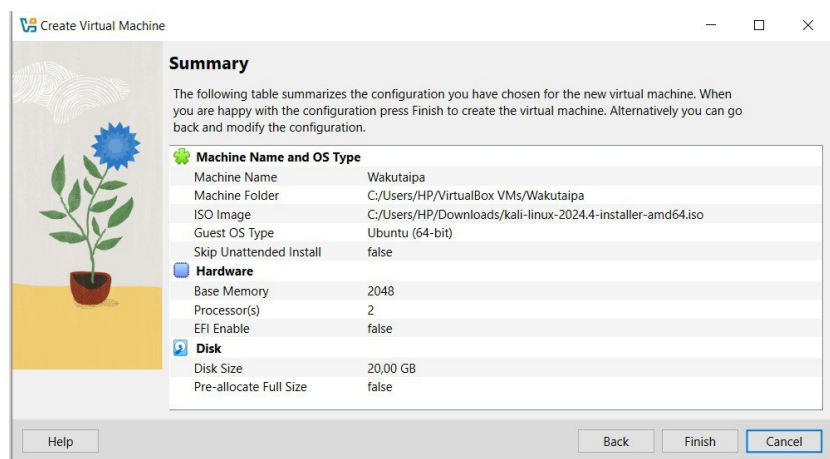 Create Virtual Machine
Summary
The following table summarizes the configuration you have chosen for the new virtual machine. When
you are happy with the configuration press Finish to create the virtual machine. Alternatively you can go
back and modify the configuration.
Machine Name and OS Type
Machine Name Wakutaipa
Machine Folder C:/Users/HP/VirtualBox VMs/Wakutaipa
ISO Image C:/Users/HP/Downloads/kali-linux-2024.4-installer-amd64.iso
Guest OS Type Ubuntu (64-bit)
Skip Unattended Install false
Hardware
Base Memory 2048
Processor(s) 2
EFI Enable false
Disk
Disk Size 20,00 GB
Pre-allocate Full Size false
Help Back Finish Cancel